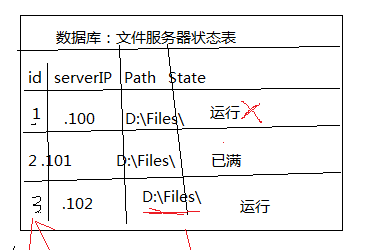 数据库：文件服务器状态表
id serverIP Path State
1 .100 D:\Files\ 运行
2 .101 D:\Files\ 已满
3 .102 D:\Files\ 运行